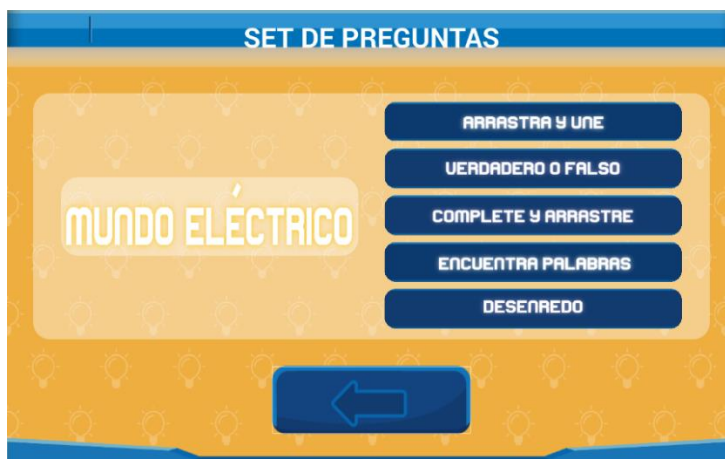 SET DE PREGUNTAS
MUNDO ELÉCTRICO
ARRASTRA Y UNE
VERDADERO O FALSO
COMPLETE Y ARRASTRE
ENCUENTRA PALABRAS
DESENREDO